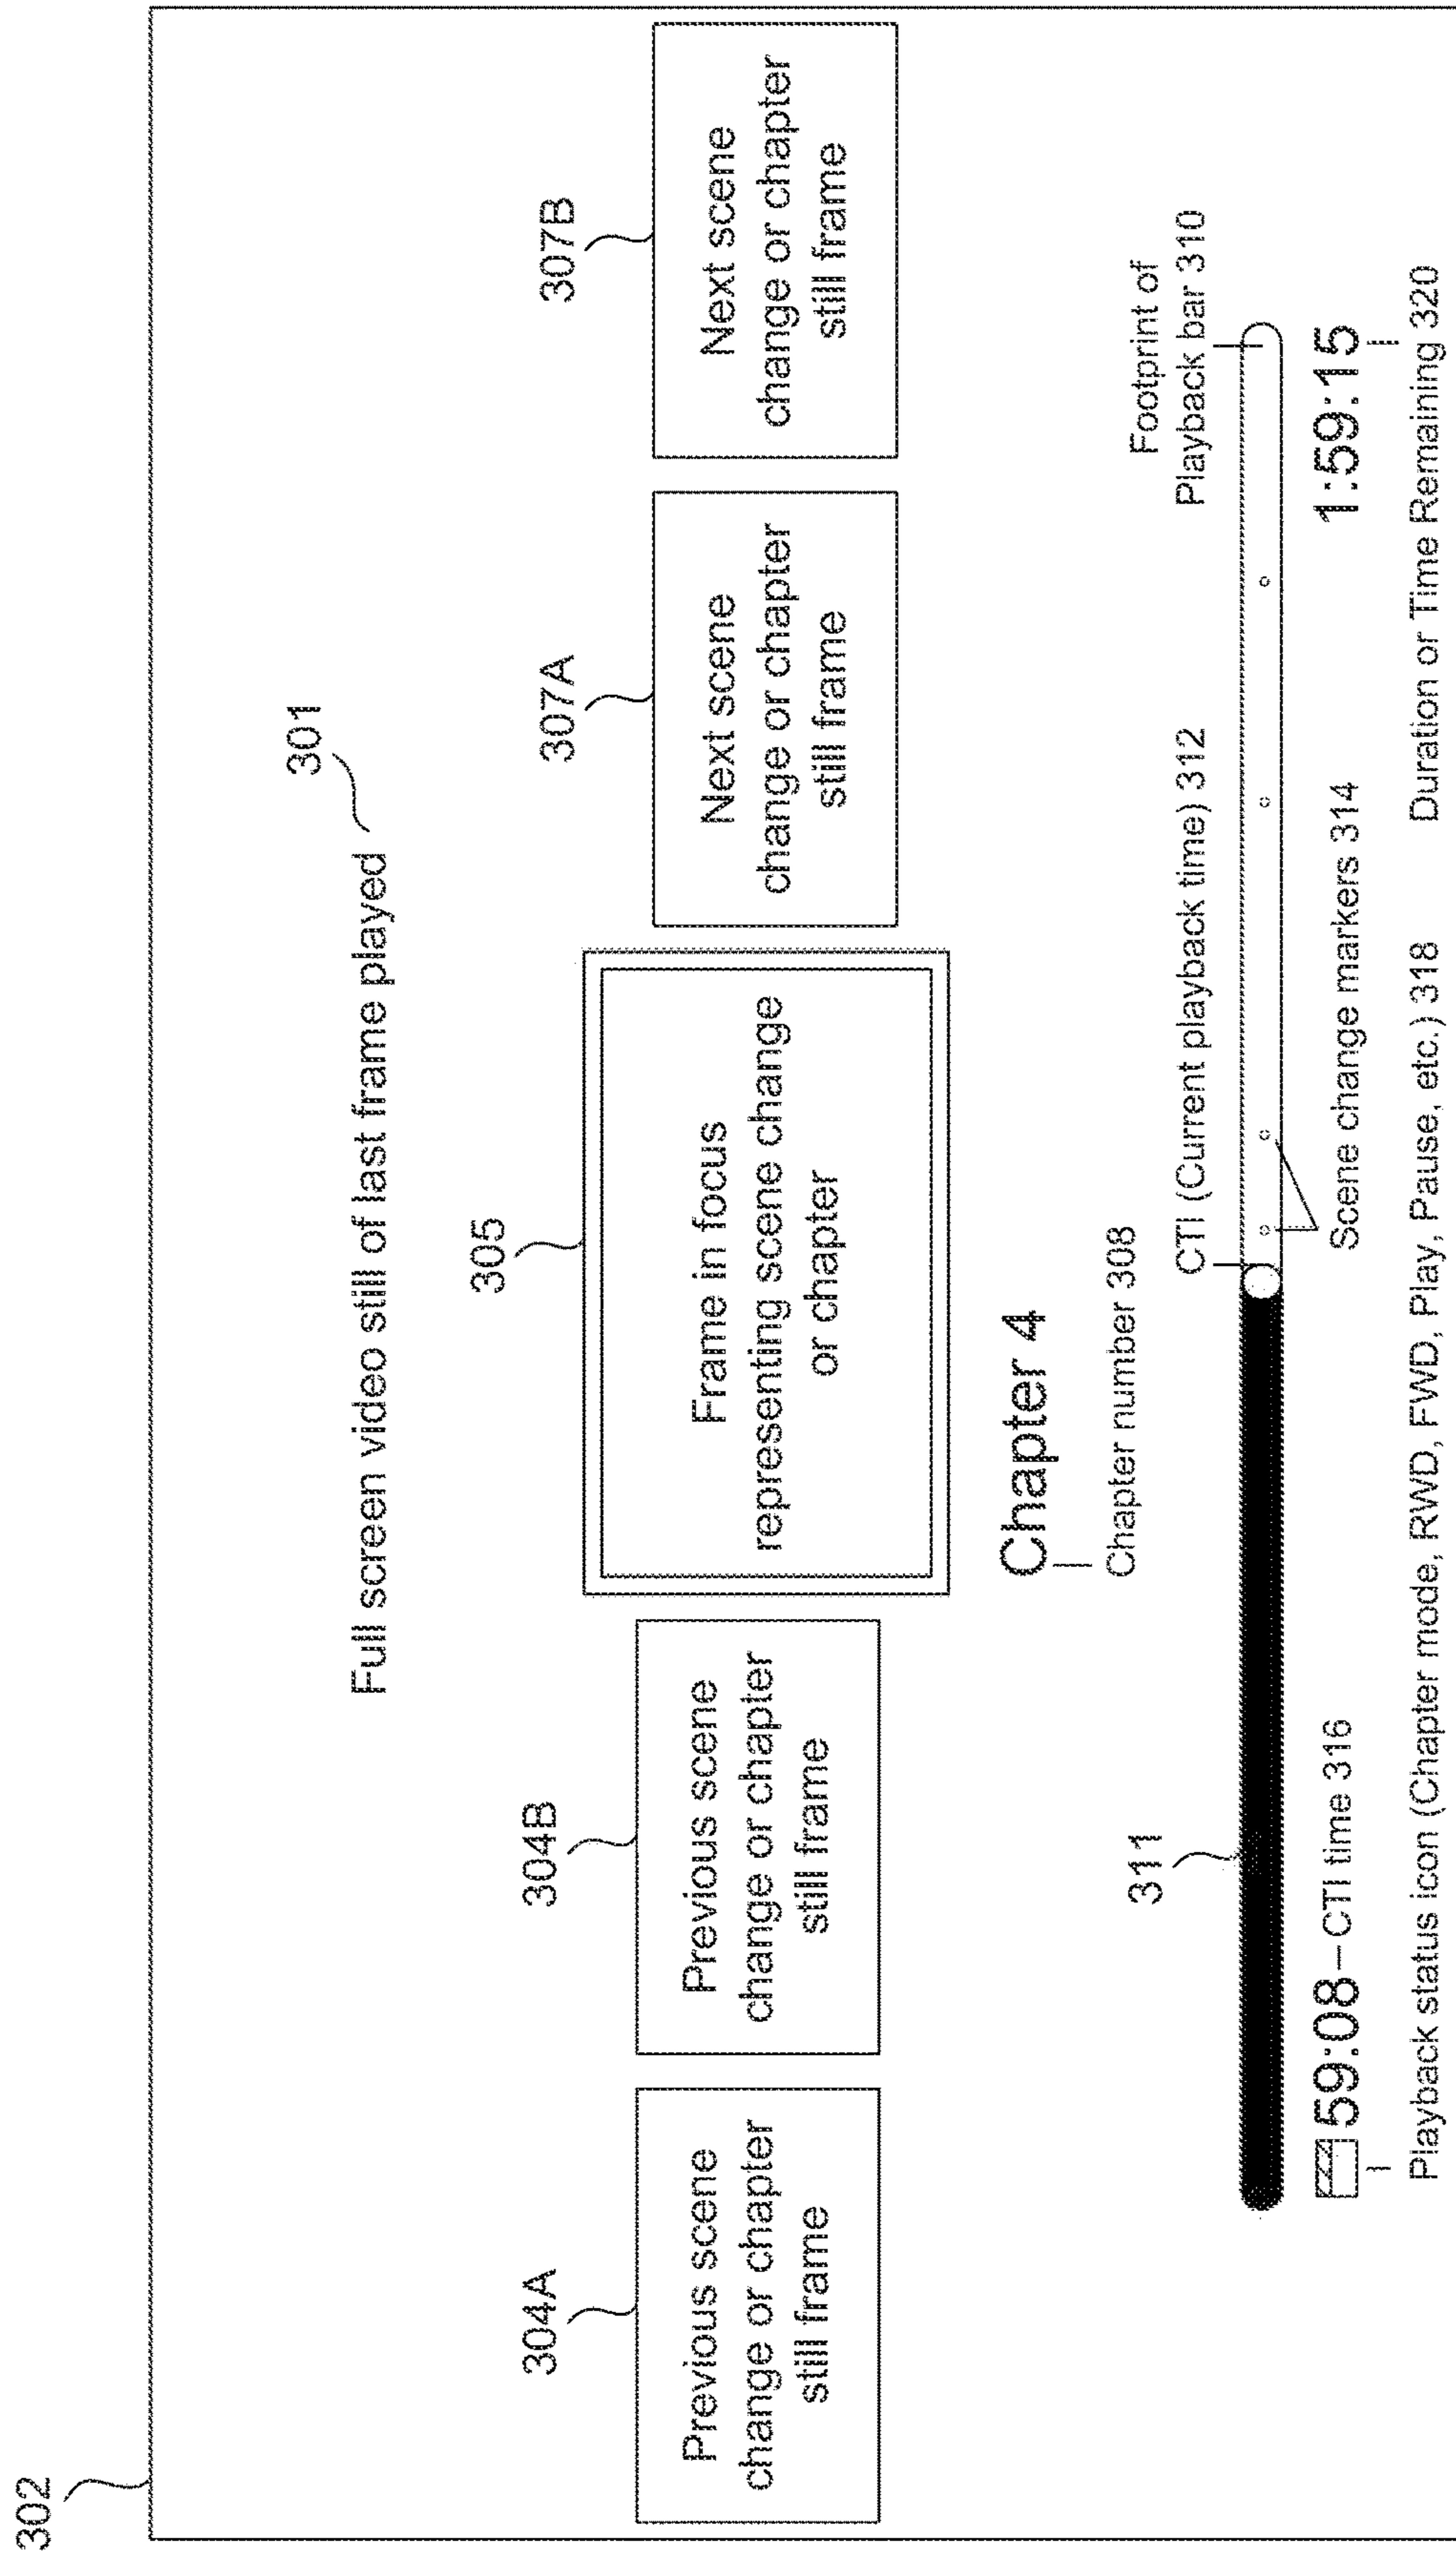 302
301
Full screen video still of last frame played
304A
Previous scene
change or chapter
still frame
304B
Previous scene
change or chapter
still frame
305
Frame in focus
representing scene change
or chapter
307A
Next scene
change or chapter
still frame
307B
Next scene
change or chapter
still frame
Chapter 4
Chapter number 308
311
CTI (Current playback time) 312
Footprint of
Playback bar 310
59:08–CTI time 316
Scene change markers 314
1:59:15
Playback status icon (Chapter mode, RWD, FWD, Play, Pause, etc.) 318
Duration or Time Remaining 320